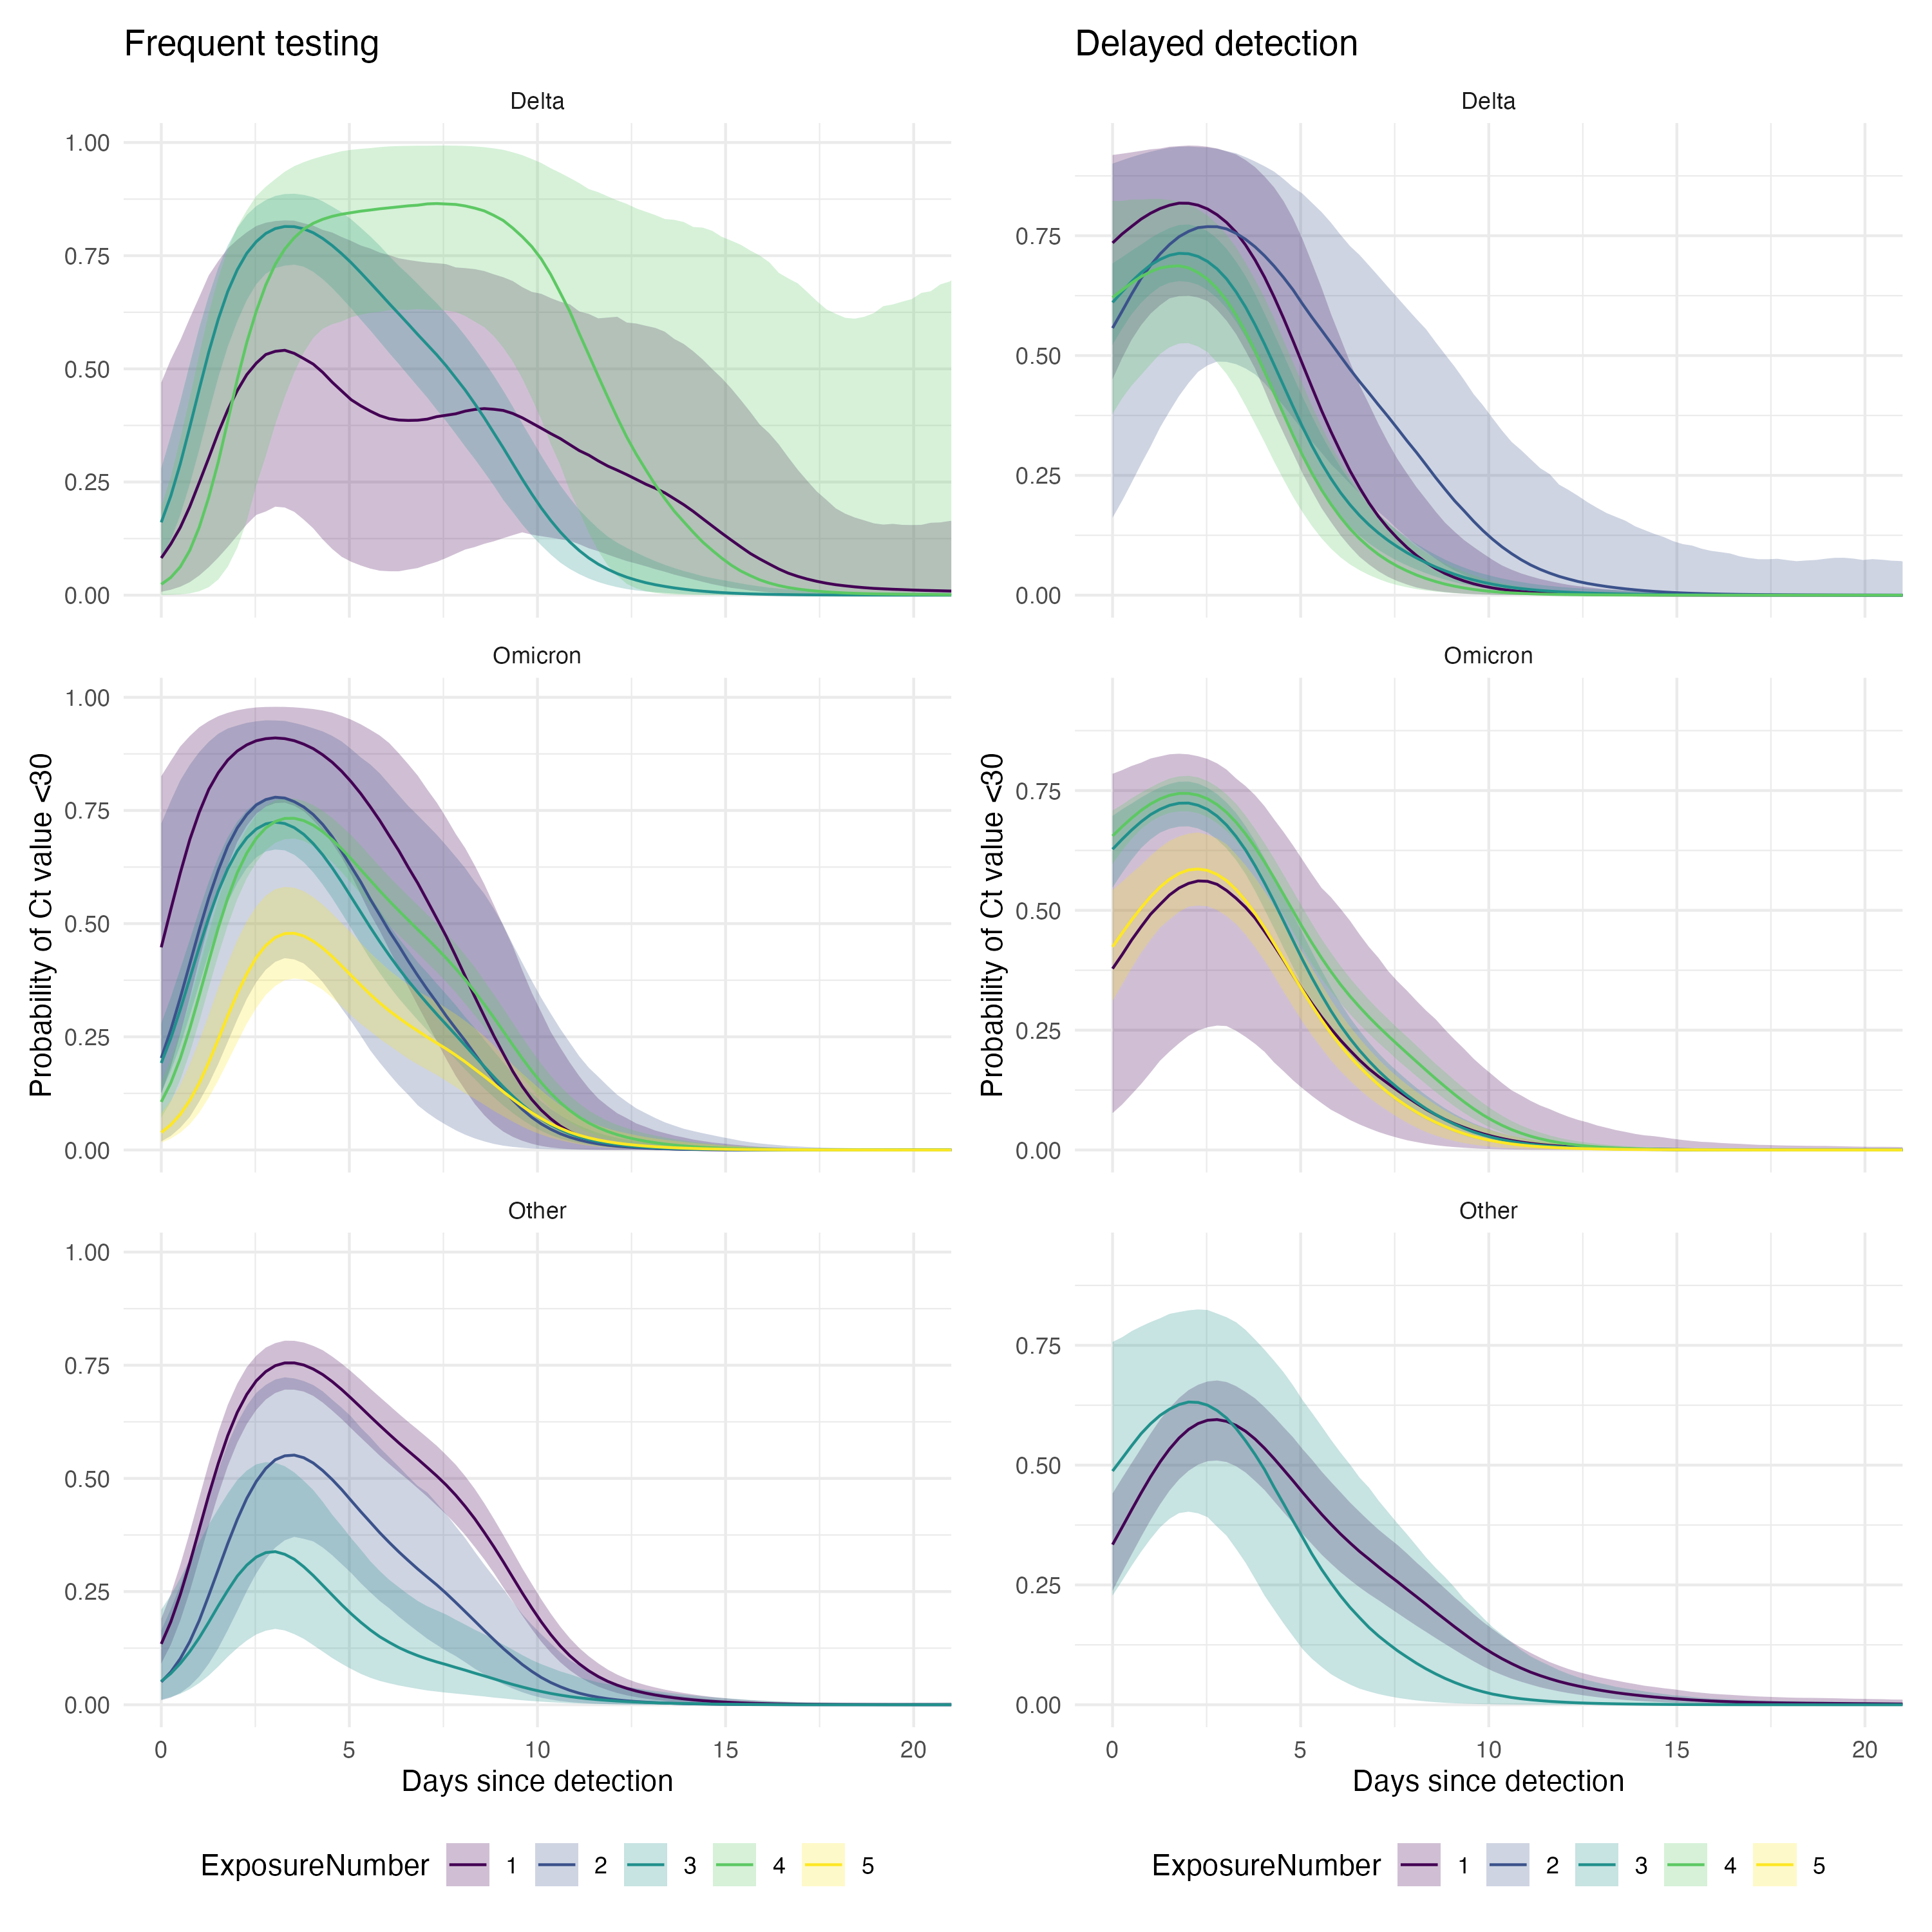 Frequent testing
Delta
1.00
0.75
0.50
0.25
0.00
Omicron
1.00
0.75
0.50
0.25
0.00
Other
1.00
0.75
0.50
0.25
0.00
0 5 10 15 20
Probability of Ct value <30
Days since detection
ExposureNumber 1 2 3 4 5
Delayed detection
Delta
0.75
0.50
0.25
0.00
Omicron
0.75
0.50
0.25
0.00
Other
0.75
0.50
0.25
0.00
0 5 10 15 20
Probability of Ct value <30
Days since detection
ExposureNumber 1 2 3 4 5